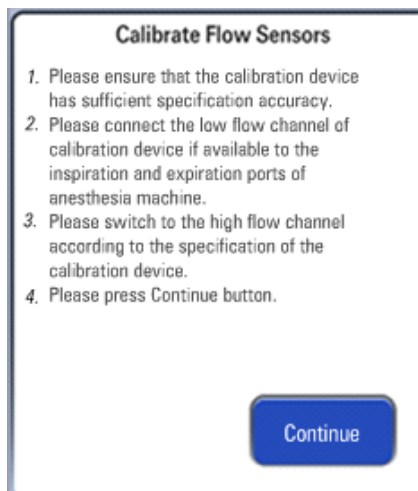 Calibrate Flow Sensors
1. Please ensure that the calibration device
has sufficient specification accuracy.
2. Please connect the low flow channel of
calibration device if available to the
inspiration and expiration ports of
anesthesia machine.
3. Please switch to the high flow channel
according to the specification of the
calibration device.
4. Please press Continue button.
Continue